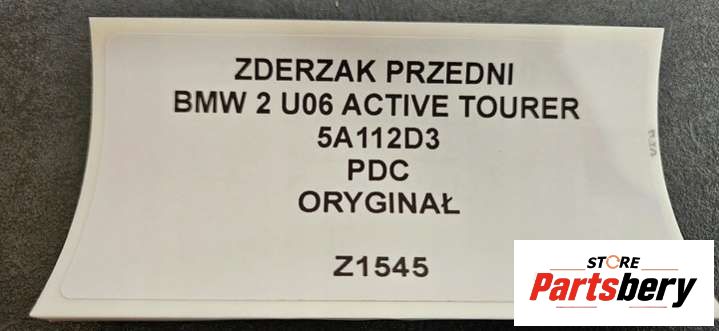 ZDERZAK PRZEDNI
BMW 2 U06 ACTIVE TOURER
5A112D3
PDC
ORYGINAŁ
Z1545
STORE
Partsbery